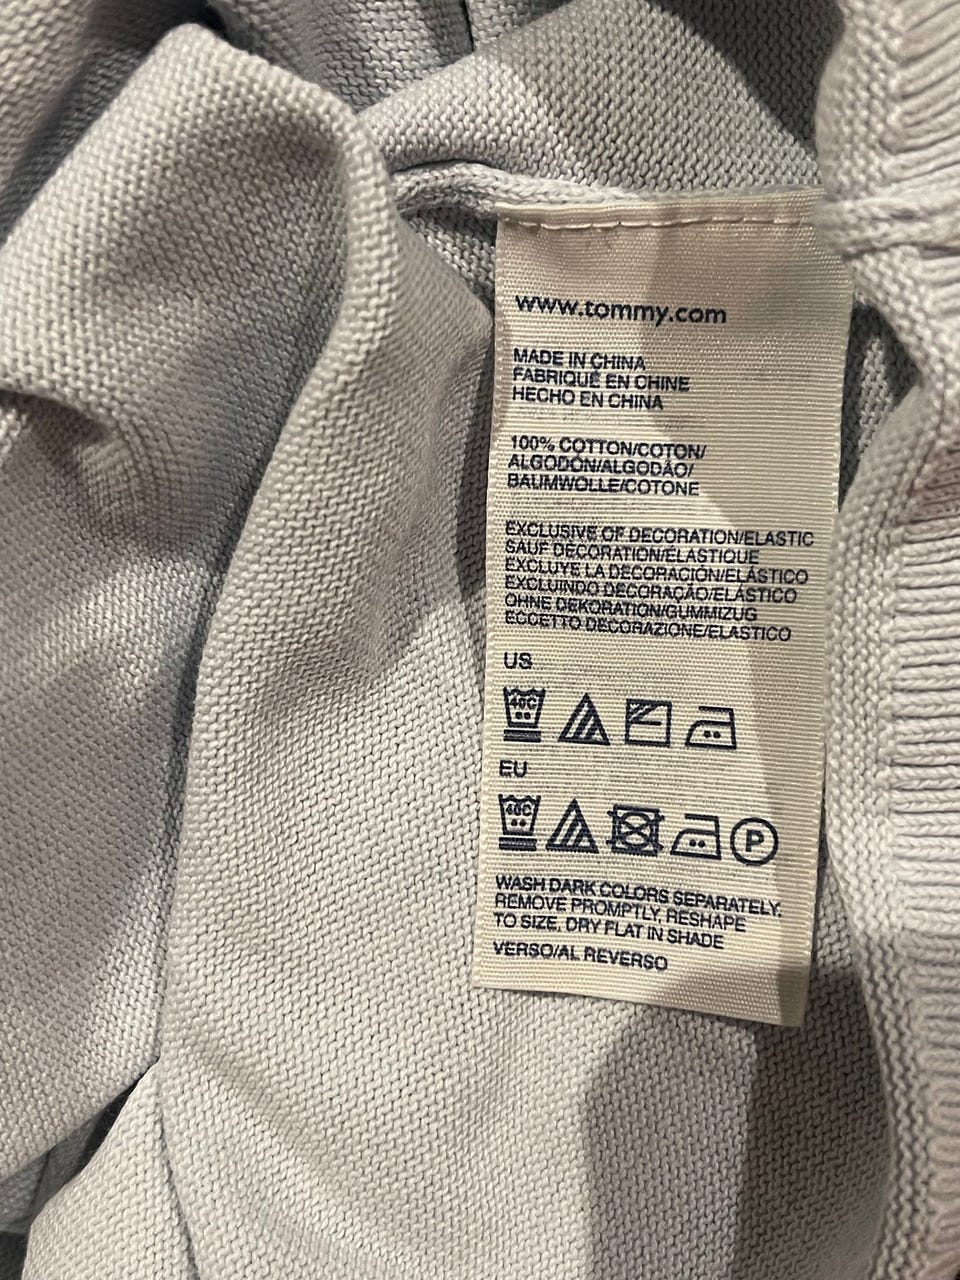 www.tommy.com
MADE IN CHINA
FABRIQUÉ EN CHINE
HECHO EN CHINA
100% COTTON/COTON/
ALGODÓN/ALGODÃO/
BAUMWOLLE/COTONE
EXCLUSIVE OF DECORATION/ELASTIC
SAUF DÉCORATION/ÉLASTIQUE
EXCLUYE LA DECORACIÓN/ELÁSTICO
EXCLUINDO DECORAÇÃO/ELÁSTICO
OHNE DEKORATION/GUMMIZUG
ECCETTO DECORAZIONE/ELASTICO
US
40C
EU
40C P
WASH DARK COLORS SEPARATELY.
REMOVE PROMPTLY, RESHAPE
TO SIZE. DRY FLAT IN SHADE
VERSO/AL REVERSO